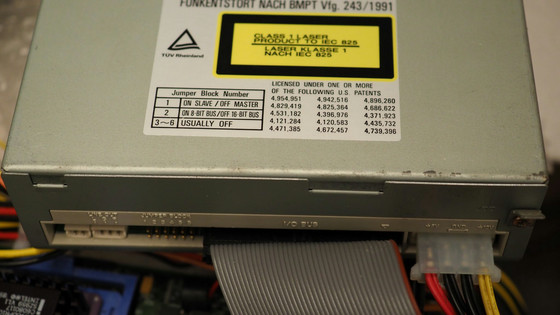 FUNKENTSTÖRT NACH BMPT Vfg. 243/1991
CLASS 1 LASER
PRODUCT TO IEC 825
LASER KLASSE 1
NACH IEC 825
TÜV Rheinland
LICENSED UNDER ONE OR MORE
OF THE FOLLOWING U.S. PATENTS
4,954,951 4,942,516 4,896,260
4,829,419 4,825,364 4,686,622
4,531,182 4,396,976 4,371,923
4,121,284 4,120,583 4,435,732
4,471,385 4,672,457 4,739,396
Jumper Block Number
1 ON SLAVE/OFF MASTER
2 ON 8-BIT BUS/OFF 16-BIT BUS
3~6 USUALLY OFF
JUMPER BLOCK
I/O BUS
INTEL